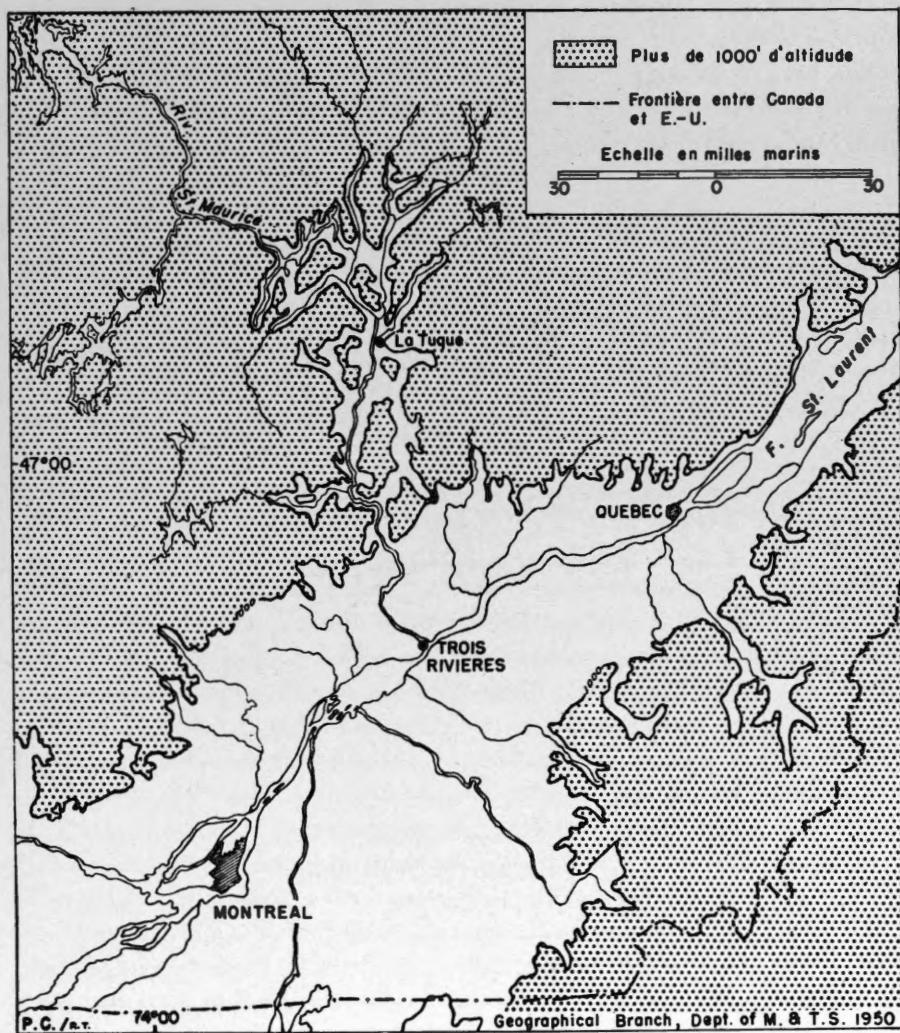 Plus de 1000' d'altidude
Frontière entre Canada
et E.-U.
Echelle en milles marins
30 0 30
Riv.
St. Maurice
La Tuque
F. St. Laurent
47°00
QUEBEC
TROIS
RIVIERES
MONTREAL
74°00
P.C./R.T.
Geographical Branch, Dept. of M. & T.S. 1950